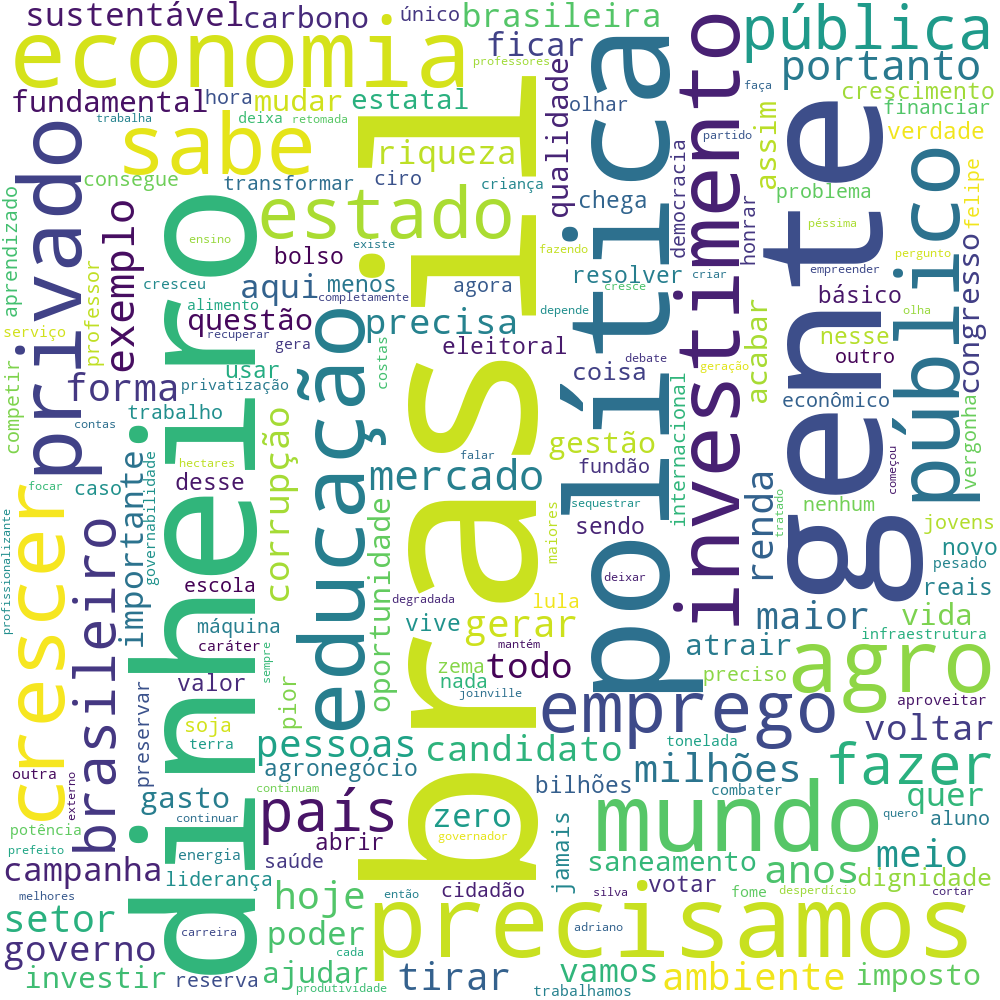 sustentável
carbono
único
brasileira
pública
economia
ficar
portanto
professores
faça
crescimento
fundamental
hora
mudar
estatal
olhar
financiar
trabalha
deixa
retomada
sabe
riqueza
qualidade
política
investimento
partido
assim
verdade
privado
consegue
transformar
ciro
criança
chega
democracia
gente
problema
público
felipe
aprendizado
exemplo
dinheiro
estado
brasil
honrar
péssima
ensino
existe
fazendo
pergunto
professor
cresceu
aqui
bolso
menos
agora
resolver
criar
empreender
congresso
completamente
cresce
básico
alimento
questão
precisa
depende
olha
serviço
recuperar
gera
educação
costas
eleitoral
debate
nesse
outro
competir
forma
usar
privatização
coisa
geração
acabar
econômico
trabalho
corrupção
contas
gestão
internacional
vergonha
falar
importante
governabilidade
hectares
mercado
fundão
começou
focar
caso
desse
maiores
sequestrar
nenhum
crescer
brasileiro
oportunidade
sendo
renda
tratado
jovens
profissionalizante
escola
degradada
deixar
novo
pesado
reais
máquina
vive
lula
gerar
maior
vida
caráter
sempre
mantém
atrair
infraestrutura
zema
todo
preciso
agro
preservar
valor
pior
nada
joinville
emprego
aproveitar
soja
terra
pessoas
candidato
tonelada
voltar
outra
externo
agronegócio
milhões
fazer
gasto
continuam
bilhões
combater
quer
país
zero
mundo
quero
aluno
potência
continuar
abrir
governador
jamais
prefeito
energia
saúde
saneamento
meio
campanha
liderança
cidadão
silva
votar
anos
dignidade
melhores
hoje
então
fome
desperdício
cortar
setor
carreira
poder
precisamos
adriano
governo
cada
investir
reserva
ajudar
tirar
vamos
ambiente
imposto
produtividade
trabalhamos